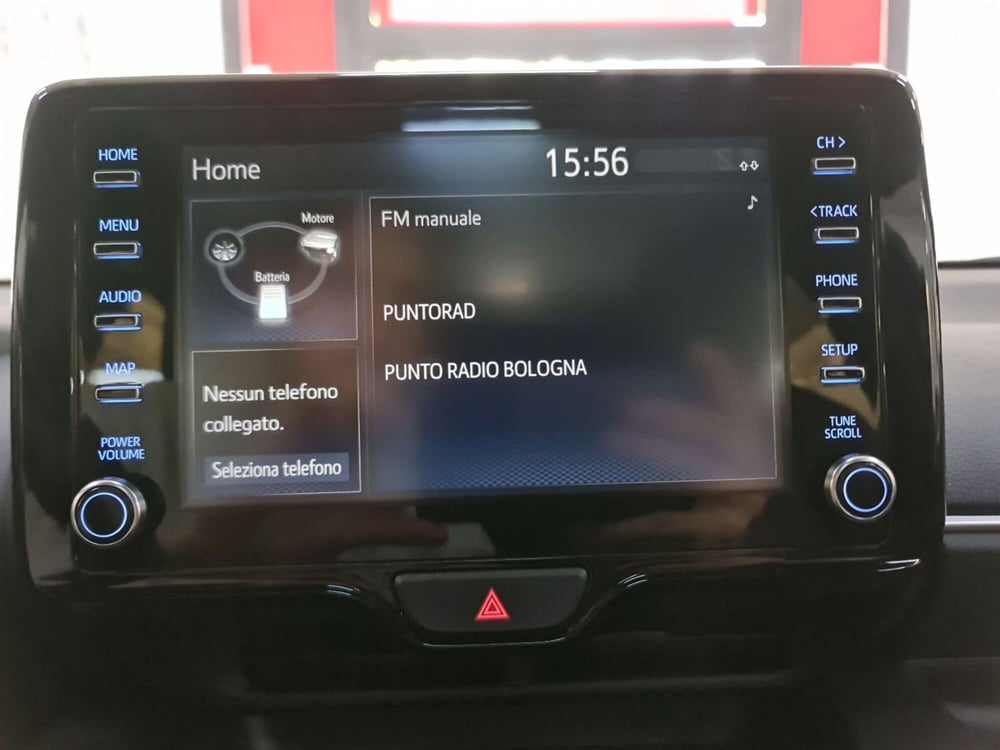 HOME
MENU
AUDIO
MAP
POWER
VOLUME
Home
15:56
Motore
Batteria
Nessun telefono
collegato.
Seleziona telefono
FM manuale
PUNTORAD
PUNTO RADIO BOLOGNA
CH >
<TRACK
PHONE
SETUP
TUNE
SCROLL